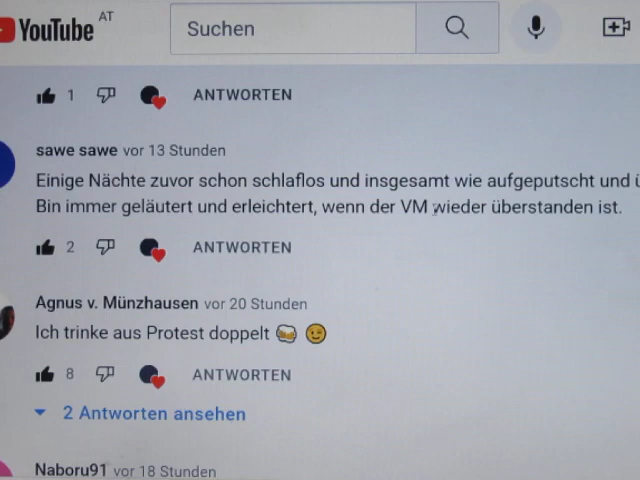 YouTube AT
Suchen
1 ANTWORTEN
sawe sawe vor 13 Stunden
Einige Nächte zuvor schon schlaflos und insgesamt wie aufgeputscht und
Bin immer geläutert und erleichtert, wenn der VM wieder überstanden ist.
2 ANTWORTEN
Agnus v. Münzhausen vor 20 Stunden
Ich trinke aus Protest doppelt 🍻 😉
8 ANTWORTEN
2 Antworten ansehen
Naboru91 vor 18 Stunden